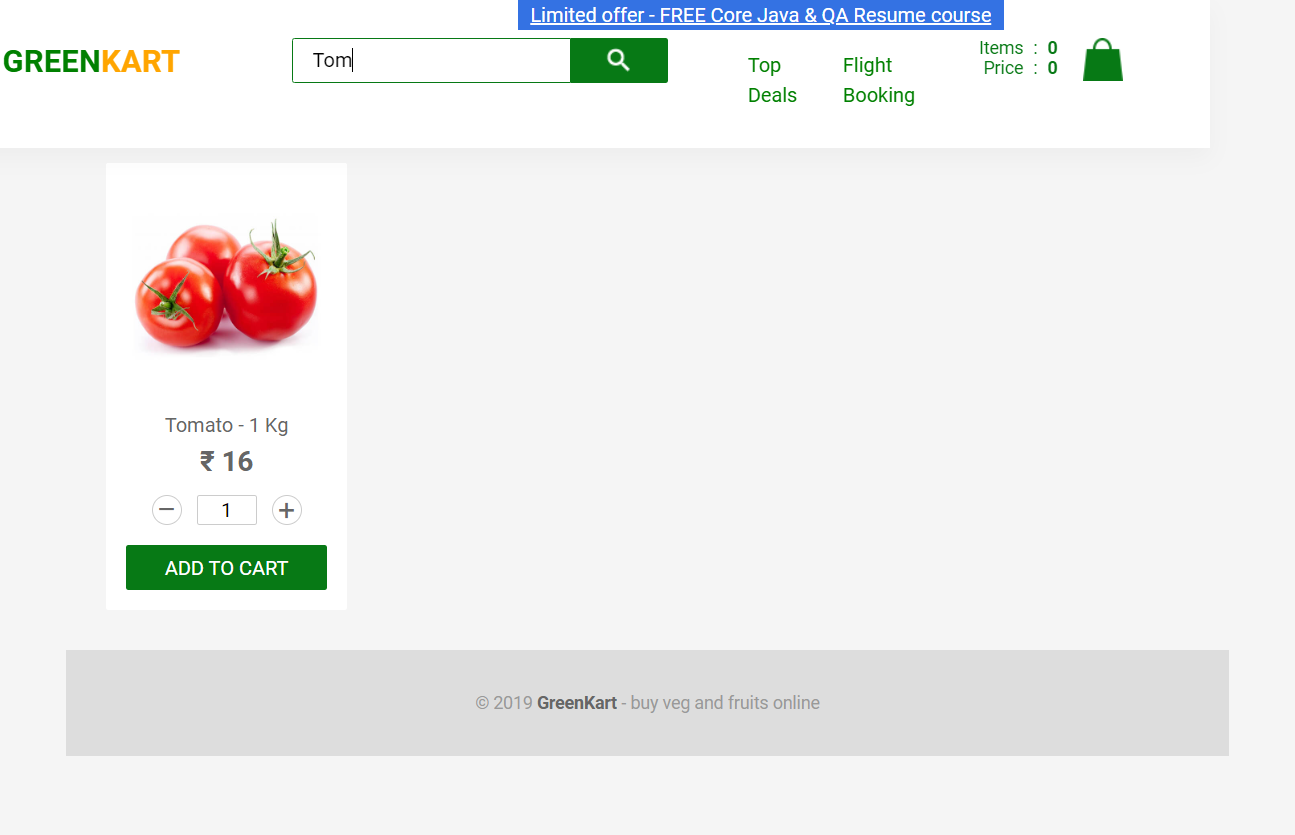 Limited offer - FREE Core Java & QA Resume course
GREENKART
Tom
Top
Deals
Flight
Booking
Items : 0
Price : 0
Tomato - 1 Kg
₹ 16
− 1 +
ADD TO CART
© 2019 GreenKart - buy veg and fruits online